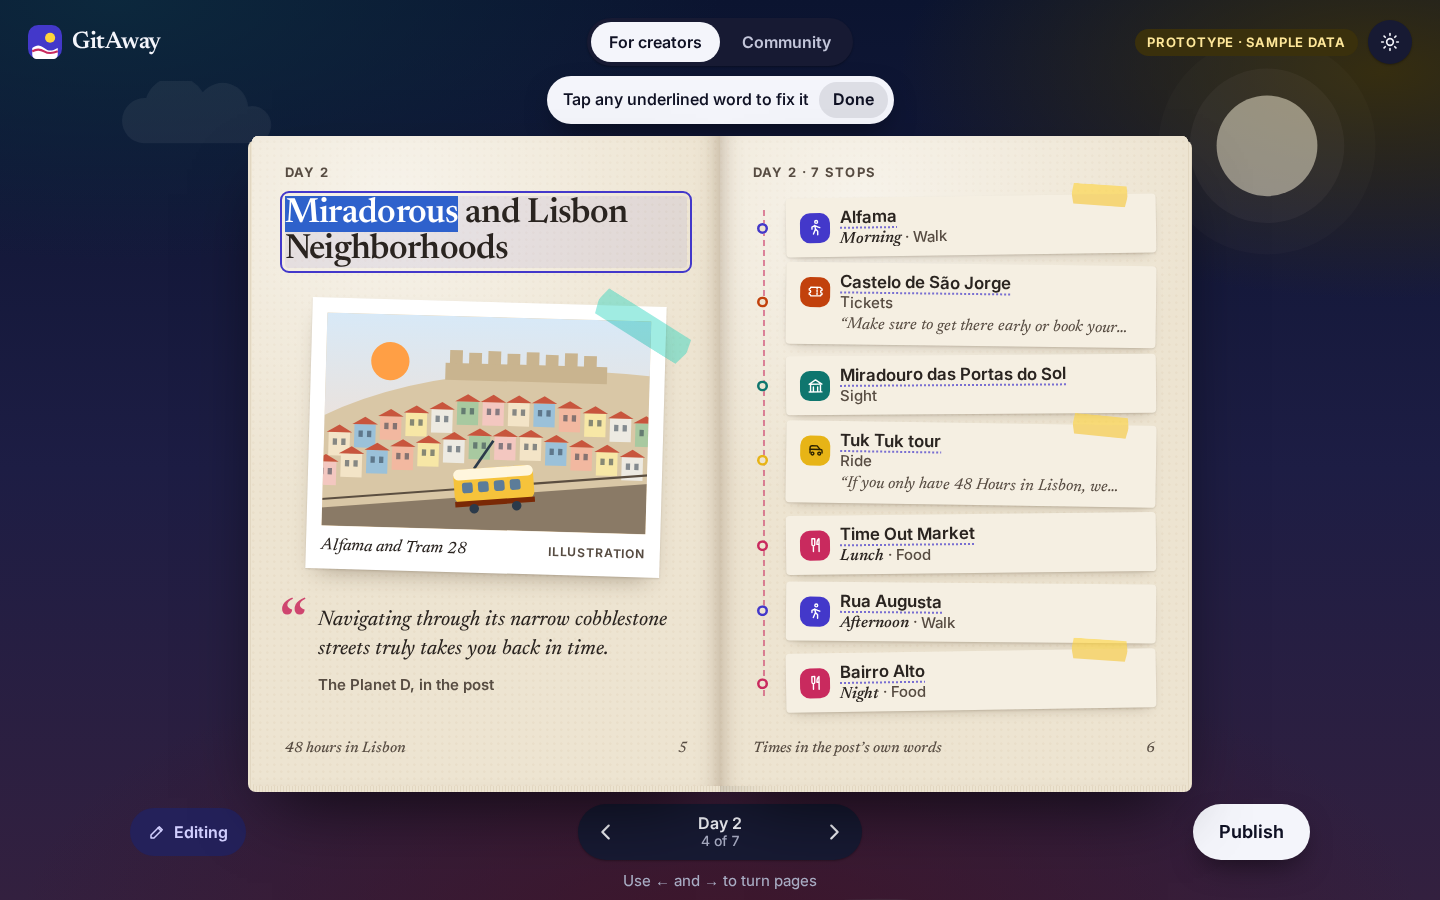 GitAway
For creators
Community
PROTOTYPE · SAMPLE DATA
Tap any underlined word to fix it
Done
DAY 2
Miradorous and Lisbon
Neighborhoods
Alfama and Tram 28
ILLUSTRATION
“
Navigating through its narrow cobblestone
streets truly takes you back in time.
The Planet D, in the post
48 hours in Lisbon
5
DAY 2 · 7 STOPS
Alfama
Morning · Walk
Castelo de São Jorge
Tickets
“Make sure to get there early or book your...
Miradouro das Portas do Sol
Sight
Tuk Tuk tour
Ride
“If you only have 48 Hours in Lisbon, we...
Time Out Market
Lunch · Food
Rua Augusta
Afternoon · Walk
Bairro Alto
Night · Food
Times in the post’s own words
6
Editing
Day 2
4 of 7
Publish
Use ← and → to turn pages